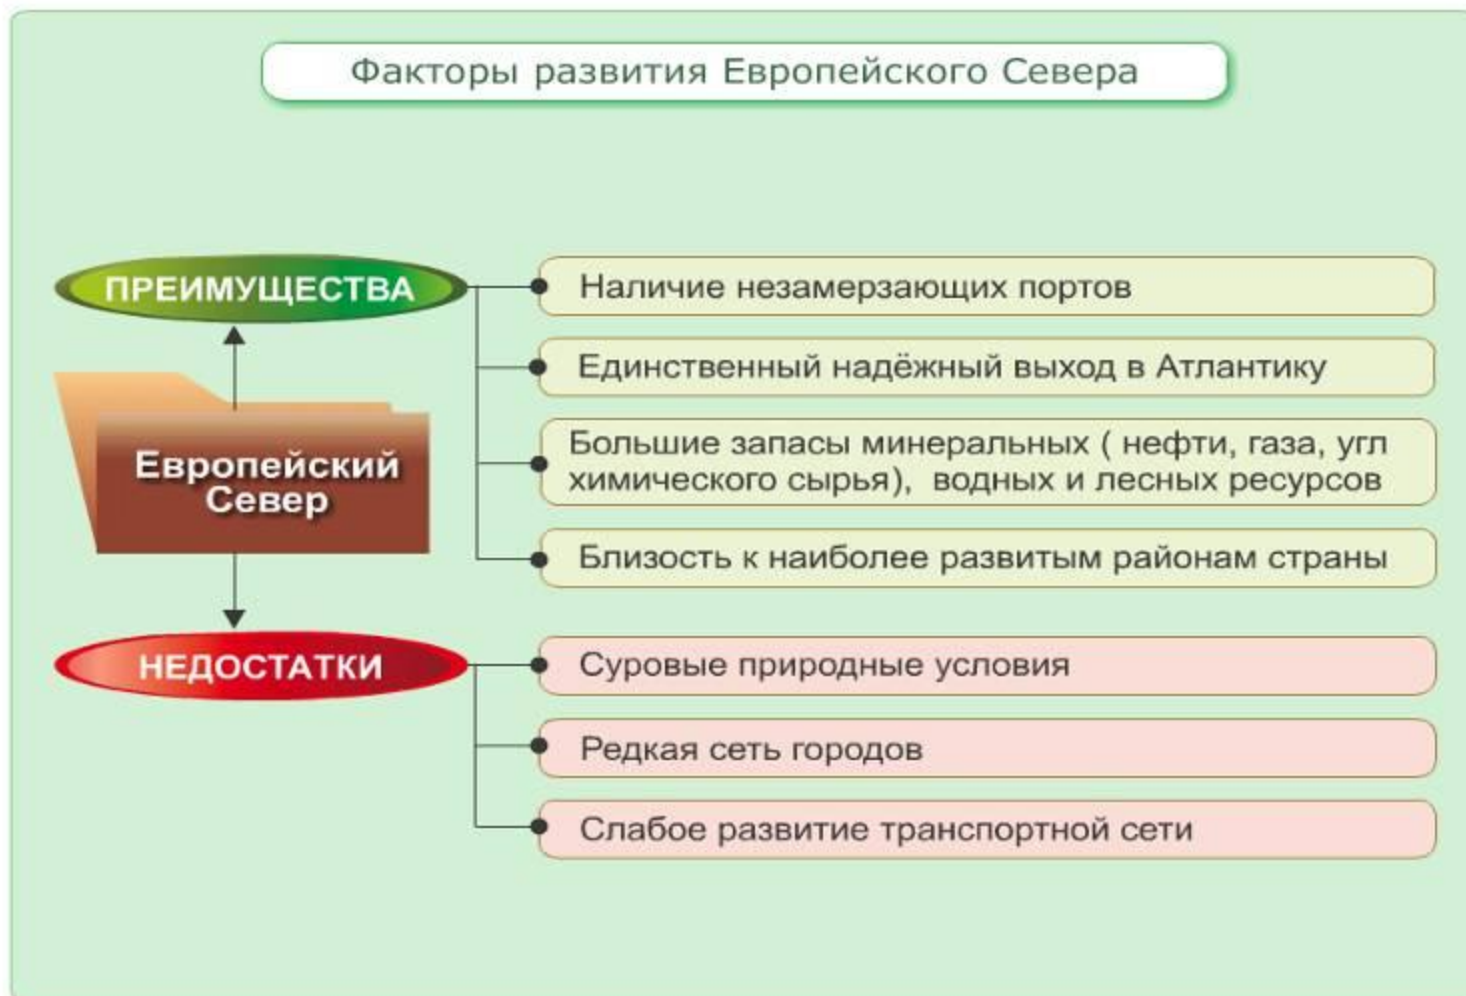 Факторы развития Европейского Севера
ПРЕИМУЩЕСТВА
Наличие незамерзающих портов
Единственный надёжный выход в Атлантику
Большие запасы минеральных ( нефти, газа, угл
химического сырья), водных и лесных ресурсов
Близость к наиболее развитым районам страны
Европейский
Север
НЕДОСТАТКИ
Суровые природные условия
Редкая сеть городов
Слабое развитие транспортной сети